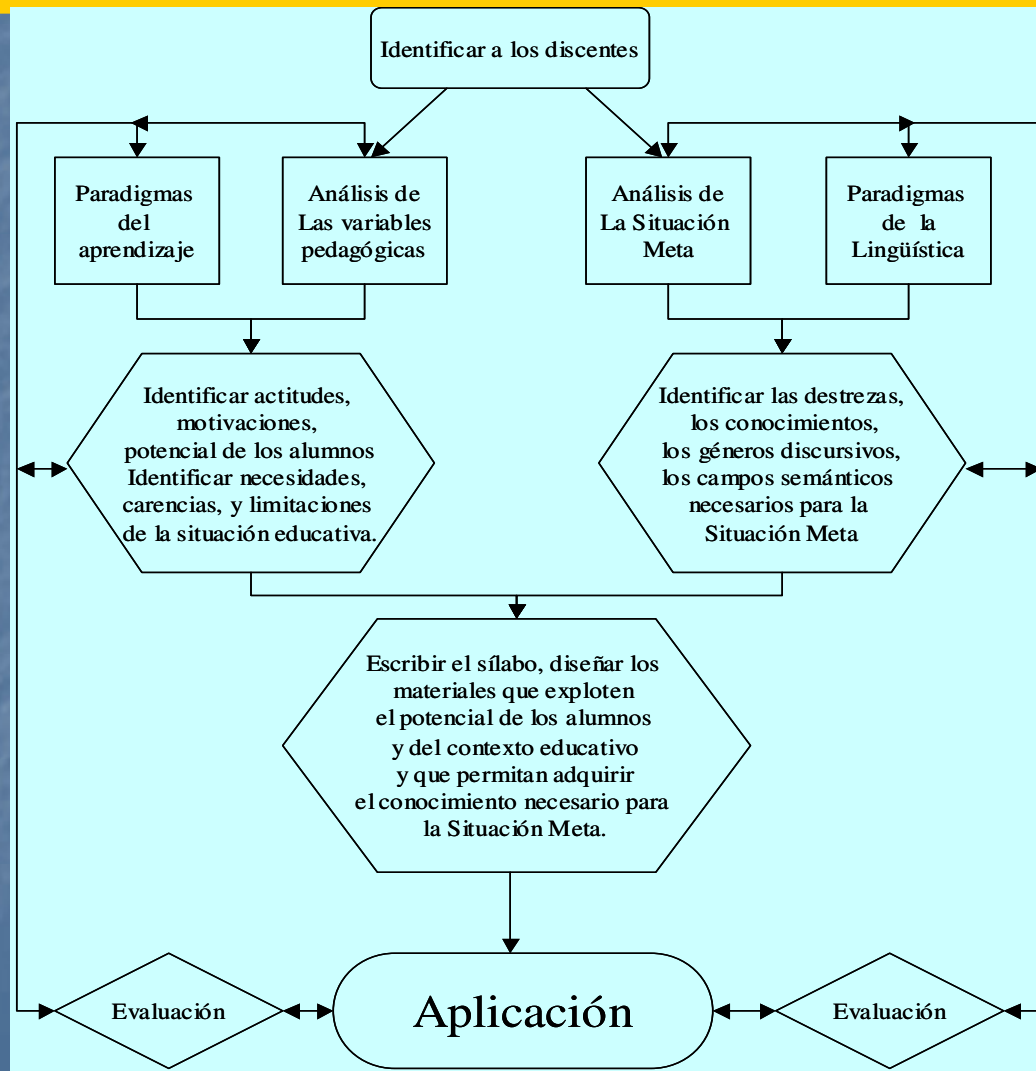 Identificar a los discentes
Paradigmas
del
aprendizaje
Análisis de
Las variables
pedagógicas
Análisis de
La Situación
Meta
Paradigmas
de la
Lingüística
Identificar actitudes,
motivaciones,
potencial de los alumnos
Identificar necesidades,
carencias, y limitaciones
de la situación educativa.
Identificar las destrezas,
los conocimientos,
los géneros discursivos,
los campos semánticos
necesarios para la
Situación Meta
Escribir el sílabo, diseñar los
materiales que exploten
el potencial de los alumnos
y del contexto educativo
y que permitan adquirir
el conocimiento necesario para
la Situación Meta.
Evaluación
Aplicación
Evaluación